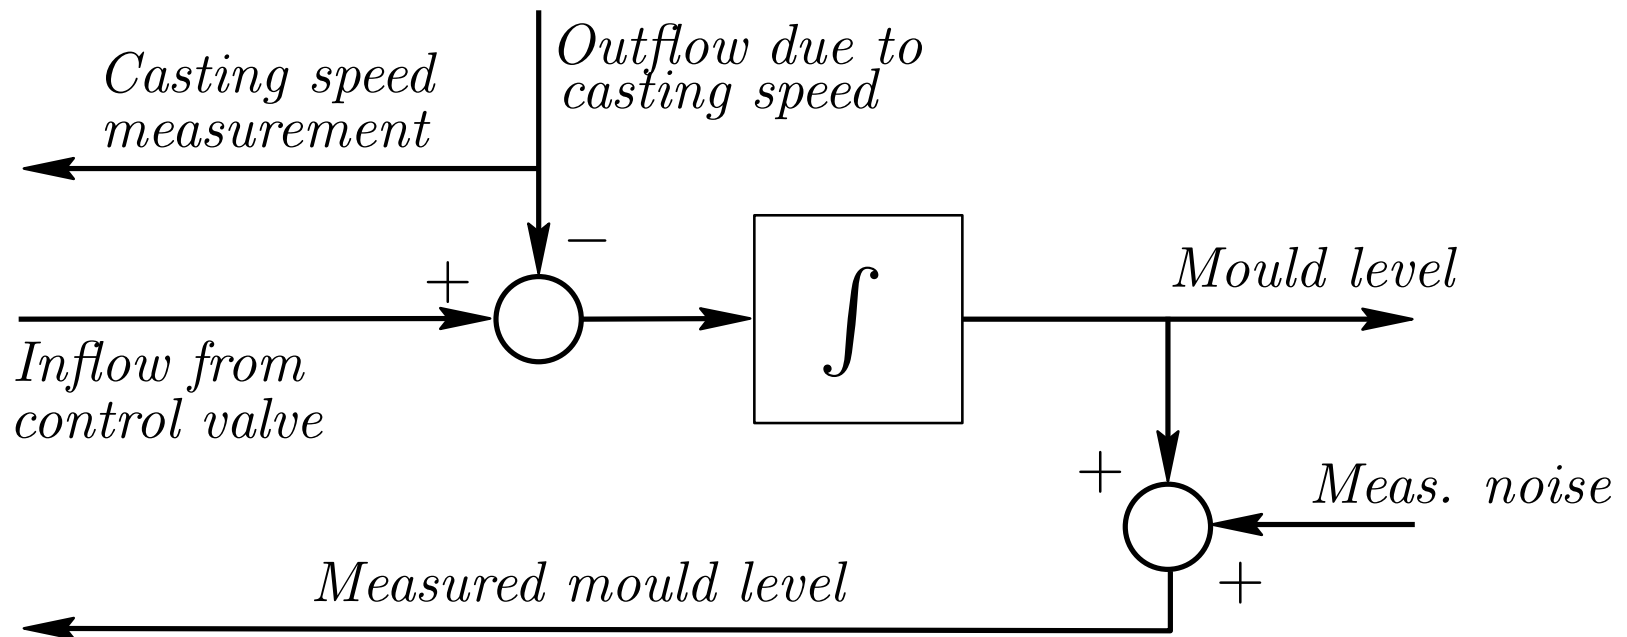 Casting speed
measurement
Outflow due to
casting speed
−
+
Inflow from
control valve
∫
Mould level
+
Meas. noise
+
Measured mould level